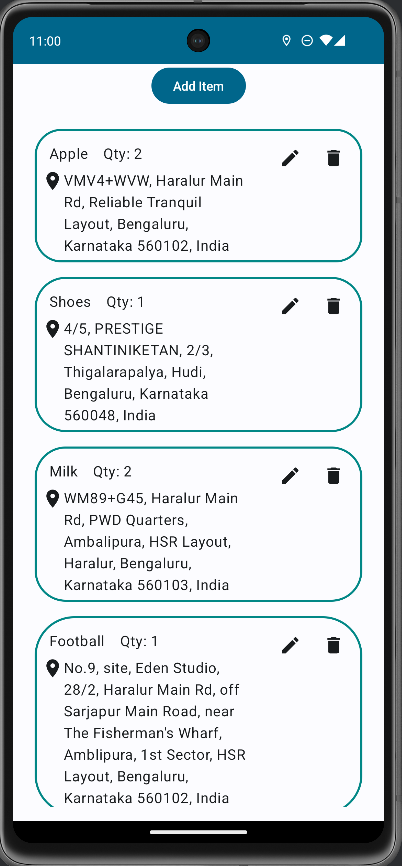 11:00
Add Item
Apple Qty: 2
VMV4+WVW, Haralur Main
Rd, Reliable Tranquil
Layout, Bengaluru,
Karnataka 560102, India
Shoes Qty: 1
4/5, PRESTIGE
SHANTINIKETAN, 2/3,
Thigalarapalya, Hudi,
Bengaluru, Karnataka
560048, India
Milk Qty: 2
WM89+G45, Haralur Main
Rd, PWD Quarters,
Ambalipura, HSR Layout,
Haralur, Bengaluru,
Karnataka 560103, India
Football Qty: 1
No.9, site, Eden Studio,
28/2, Haralur Main Rd, off
Sarjapur Main Road, near
The Fisherman's Wharf,
Amblipura, 1st Sector, HSR
Layout, Bengaluru,
Karnataka 560102, India